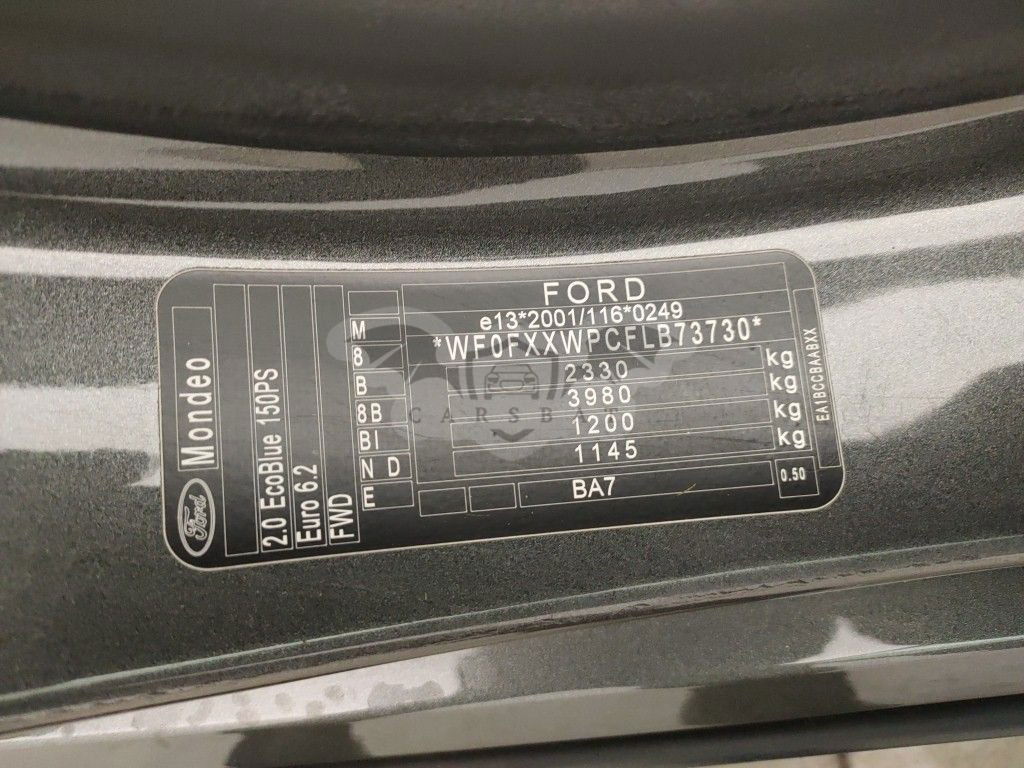 FORD
e13*2001/116*0249
*WF0FXXWPCFLB73730*
2330 kg
3980 kg
1200 kg
1145 kg
BA7
0.50
EA1BCCBAABXX
M
8
B
8B
BI
N D
E
Ford
Mondeo
2.0 EcoBlue 150PS
Euro 6.2
FWD
CARSBA